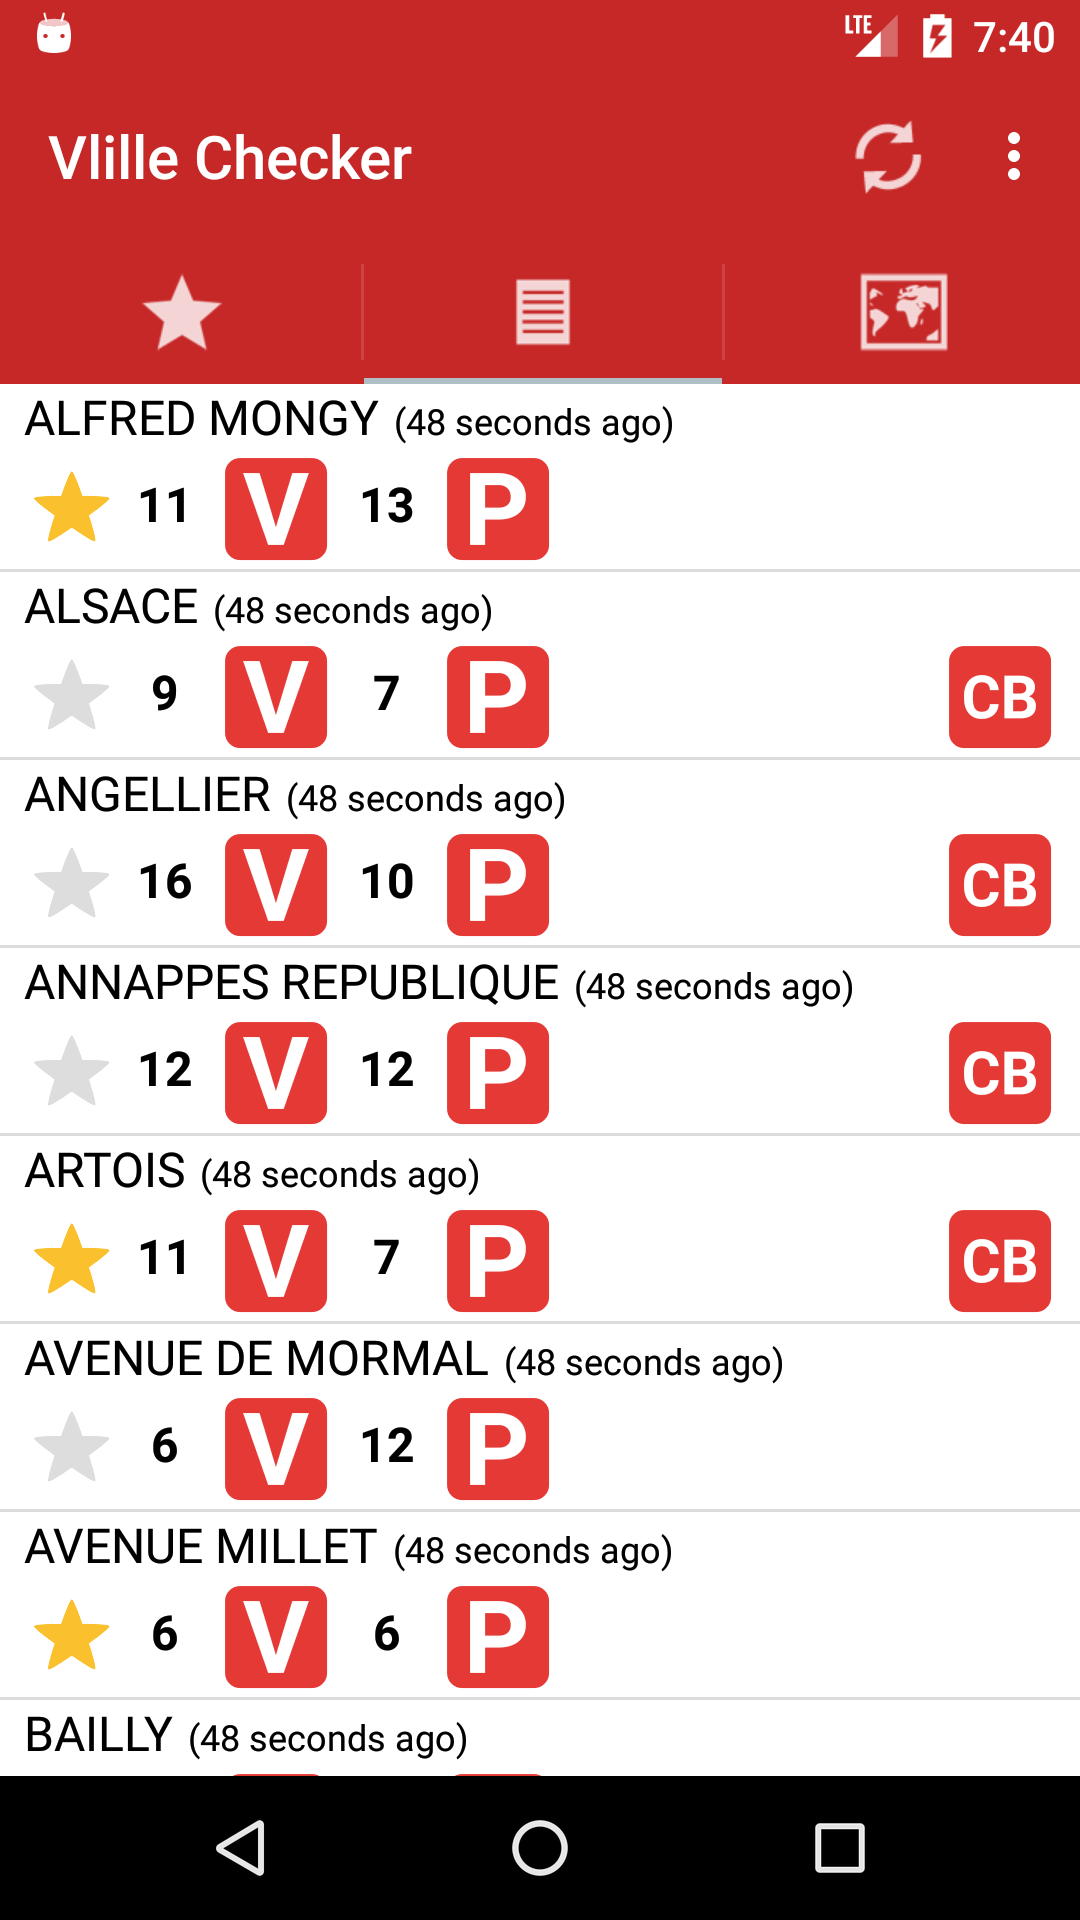 LTE 7:40
Vlille Checker
ALFRED MONGY (48 seconds ago)
11 V 13 P
ALSACE (48 seconds ago)
9 V 7 P CB
ANGELLIER (48 seconds ago)
16 V 10 P CB
ANNAPPES REPUBLIQUE (48 seconds ago)
12 V 12 P CB
ARTOIS (48 seconds ago)
11 V 7 P CB
AVENUE DE MORMAL (48 seconds ago)
6 V 12 P
AVENUE MILLET (48 seconds ago)
6 V 6 P
BAILLY (48 seconds ago)